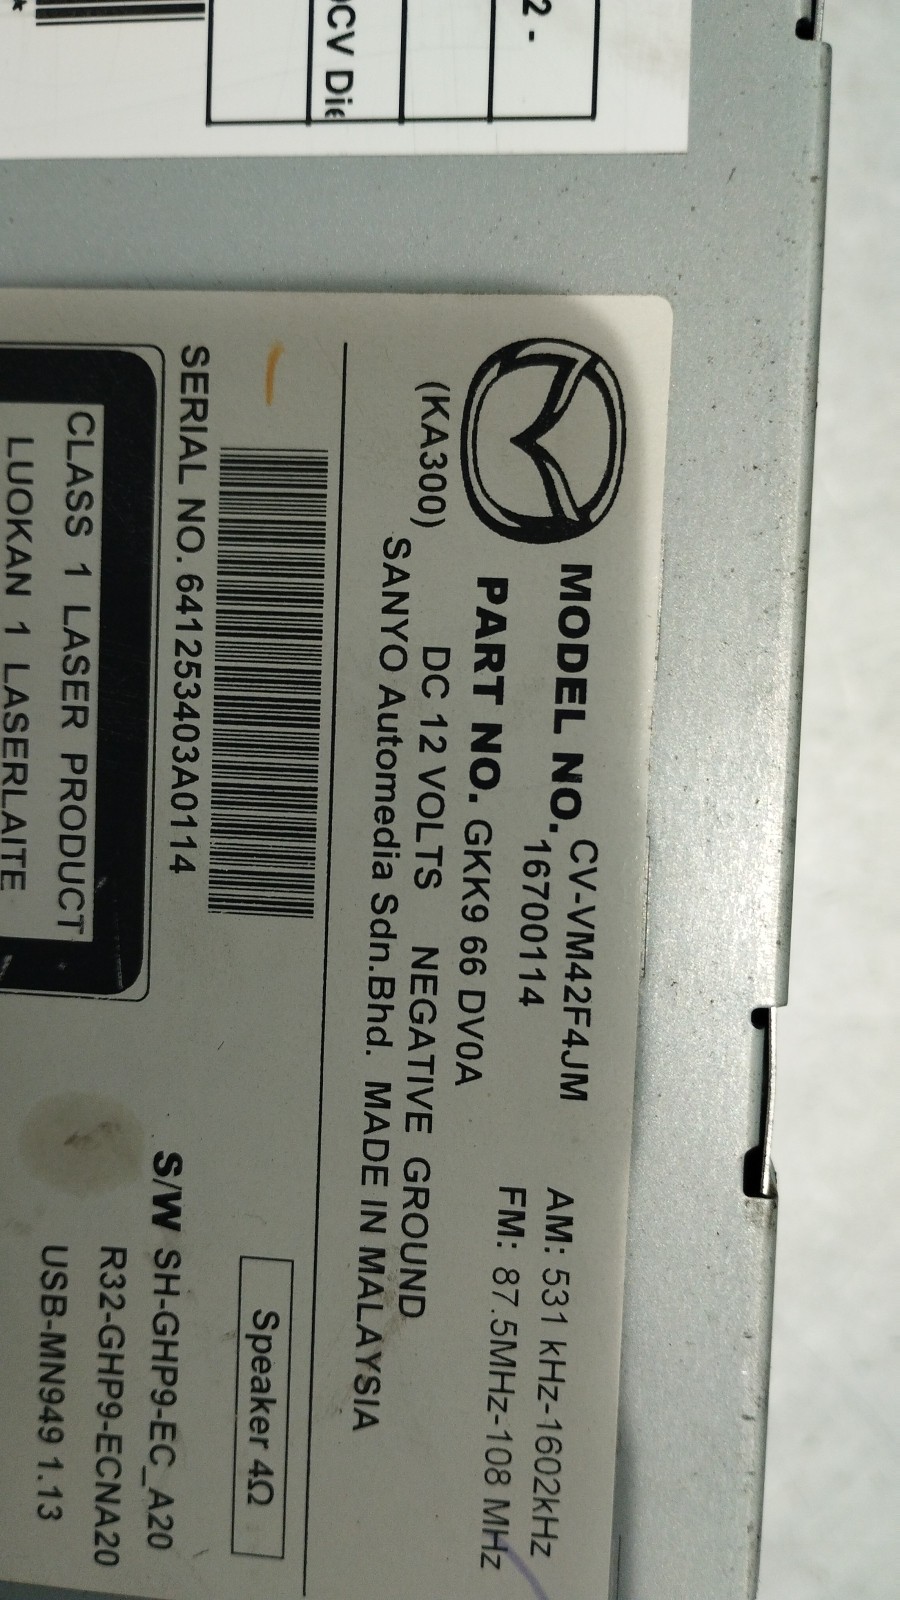 2 -
CV Die
*
MODEL NO. CV-VM42F4JM
16700114
AM: 531 kHz-1602kHz
PART NO. GKK9 66 DV0A
FM: 87.5MHz-108 MHz
(KA300)
DC 12 VOLTS NEGATIVE GROUND
SANYO Automedia Sdn.Bhd. MADE IN MALAYSIA
Speaker 4Ω
SERIAL NO. 641253403A0114
S/W SH-GHP9-EC_A20
R32-GHP9-ECNA20
USB-MN949 1.13
CLASS 1 LASER PRODUCT
LUOKAN 1 LASERLAITE